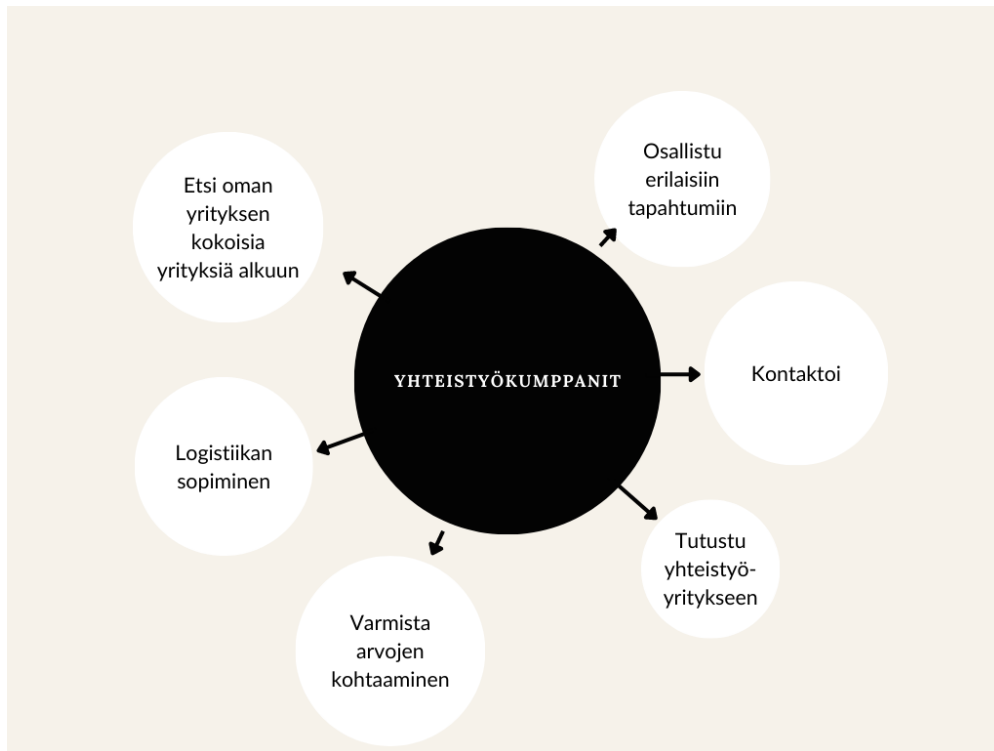 Osallistu
erilaisiin
tapahtumiin
Etsi oman
yrityksen
kokoisia
yrityksiä alkuun
YHTEISTYÖKUMPPANIT
Kontaktoi
Logistiikan
sopiminen
Tutustu
yhteistyö-
yritykseen
Varmista
arvojen
kohtaaminen